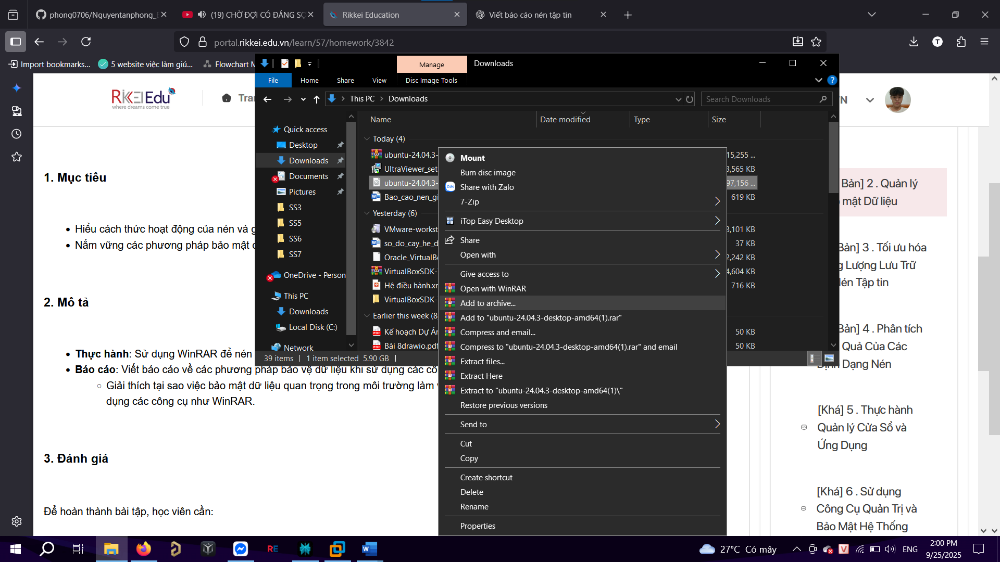 phong0706/Nguyentanphong_
(19) CHỜ ĐỢI CÓ ĐÁNG SỢ
Rikkei Education
Viết báo cáo nén tập tin
portal.rikkei.edu.vn/learn/57/homework/3842
Import bookmarks...
5 website việc làm giú...
Flowchart
Manage
Downloads
File
Home
Share
View
Disc Image Tools
This PC
Downloads
Search Downloads
RIKKEI Edu
where dreams come true
Name
Date modified
Type
Size
Quick access
Desktop
Downloads
Documents
Pictures
SS3
SS5
SS6
SS7
OneDrive - Person
This PC
Downloads
Local Disk (C:)
Network
Today (4)
ubuntu-24.04.3-
15,255 ...
UltraViewer_set
3,565 KB
ubuntu-24.04.3-
97,156 ...
Bao_cao_nen_gi
619 KB
Yesterday (6)
VMware-workst
3,101 KB
so_do_cay_he_d
37 KB
Oracle_VirtualB
2,242 KB
VirtualBoxSDK-
4,604 KB
Hệ điều hành.xm
716 KB
VirtualBoxSDK-
Earlier this week (8)
Kế hoạch Dự Án
50 KB
Bài 8drawio.pdf
50 KB
39 items
1 item selected 5.90 GB
Mount
Burn disc image
Share with Zalo
7-Zip
iTop Easy Desktop
Share
Open with
Give access to
Open with WinRAR
Add to archive...
Add to "ubuntu-24.04.3-desktop-amd64(1).rar"
Compress and email...
Compress to "ubuntu-24.04.3-desktop-amd64(1).rar" and email
Extract files...
Extract Here
Extract to "ubuntu-24.04.3-desktop-amd64(1)\"
Restore previous versions
Send to
Cut
Copy
Create shortcut
Delete
Rename
Properties
1. Mục tiêu
Hiểu cách thức hoạt động của nén và g
Nắm vững các phương pháp bảo mật
2. Mô tả
Thực hành: Sử dụng WinRAR để nén
Báo cáo: Viết báo cáo về các phương pháp bảo vệ dữ liệu khi sử dụng các cô
Giải thích tại sao việc bảo mật dữ liệu quan trọng trong môi trường làm
dụng các công cụ như WinRAR.
3. Đánh giá
Để hoàn thành bài tập, học viên cần:
Bản] 2 . Quản lý
mật Dữ liệu
Bản] 3 . Tối ưu hóa
g Lượng Lưu Trữ
Nén Tập tin
Bản] 4 . Phân tích
Quả Của Các
Định Dạng Nén
[Khá] 5 . Thực hành
Quản lý Cửa Sổ và
Ứng Dụng
[Khá] 6 . Sử dụng
Công Cụ Quản Trị và
Bảo Mật Hệ Thống
27°C Có mây
ENG
2:00 PM
9/25/2025